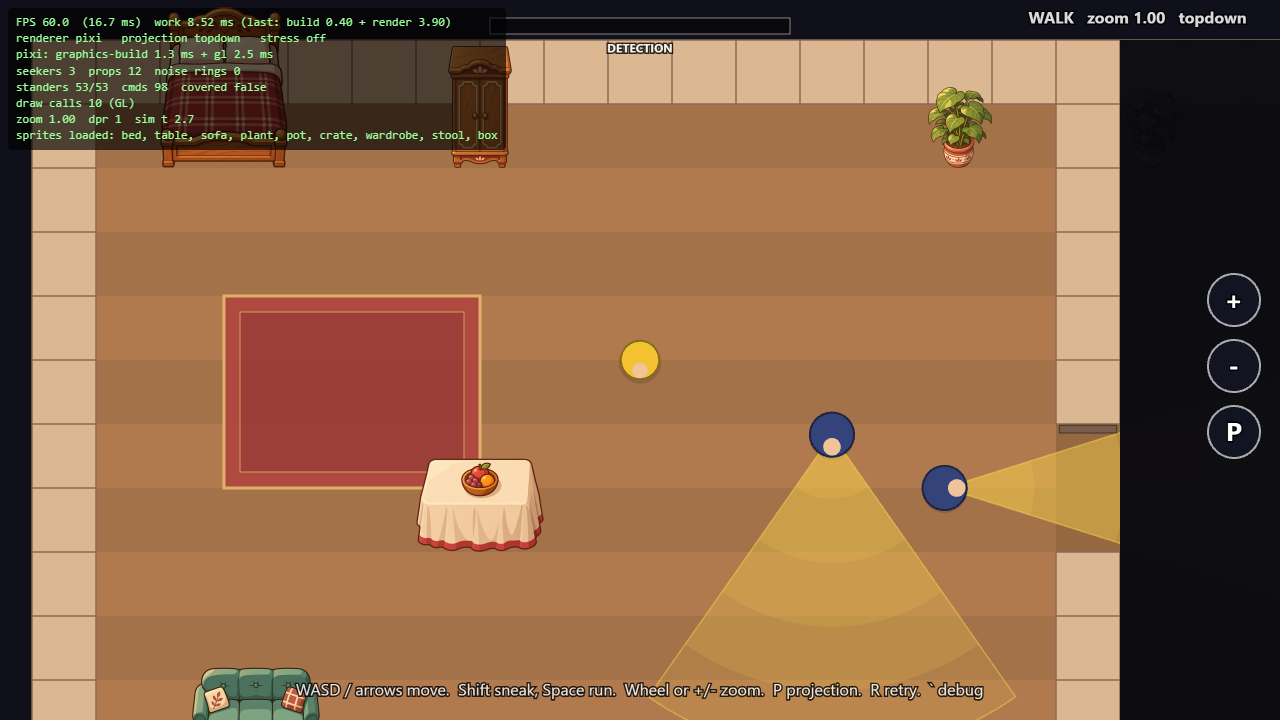 FPS 60.0 (16.7 ms) work 8.52 ms (last: build 0.40 + render 3.90)
renderer pixi projection topdown stress off
pixi: graphics-build 1.3 ms + gl 2.5 ms
seekers 3 props 12 noise rings 0
standers 53/53 cmds 98 covered false
draw calls 10 (GL)
zoom 1.00 dpr 1 sim t 2.7
sprites loaded: bed, table, sofa, plant, pot, crate, wardrobe, stool, box
DETECTION
WALK zoom 1.00 topdown
+
-
P
WASD / arrows move. Shift sneak, Space run. Wheel or +/- zoom. P projection. R retry. ` debug